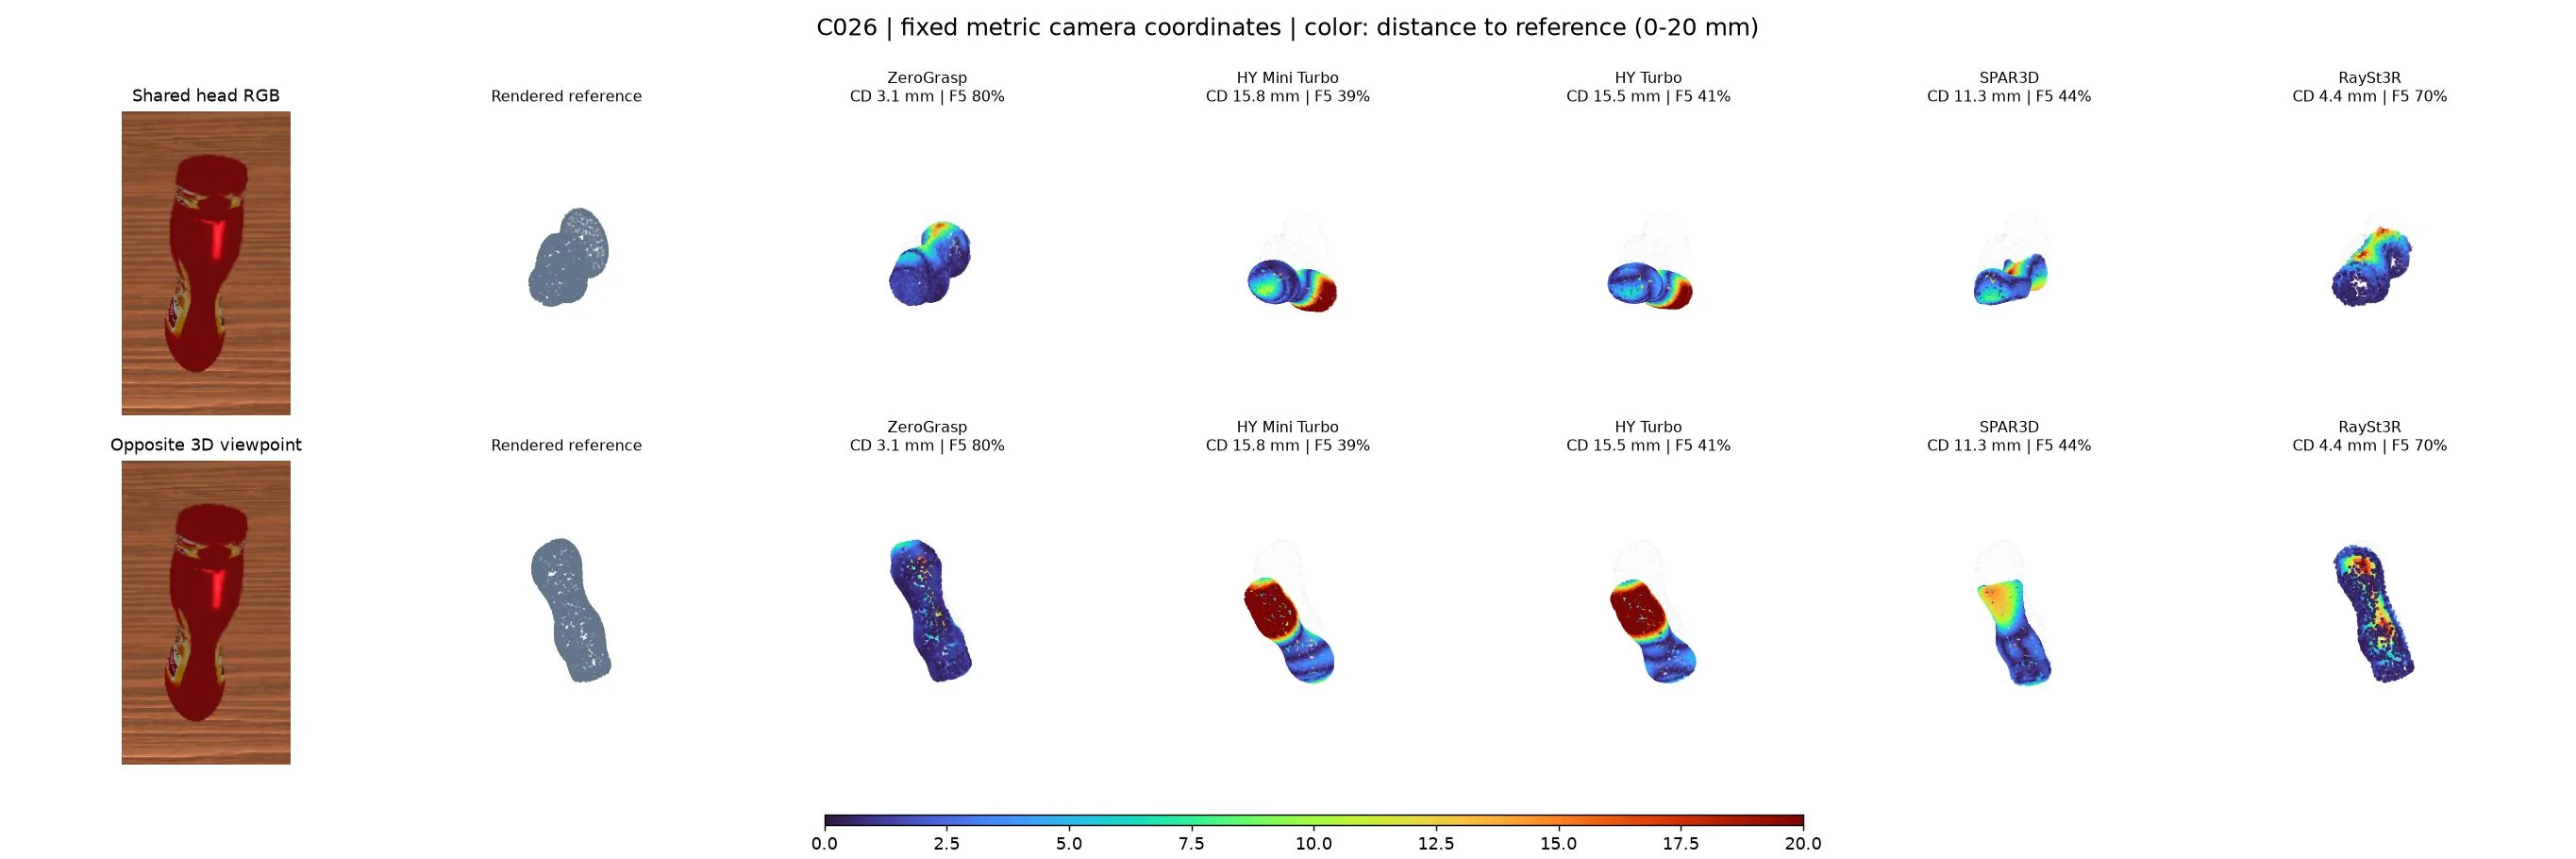 C026 | fixed metric camera coordinates | color: distance to reference (0-20 mm)
Shared head RGB
Rendered reference
ZeroGrasp
CD 3.1 mm | F5 80%
HY Mini Turbo
CD 15.8 mm | F5 39%
HY Turbo
CD 15.5 mm | F5 41%
SPAR3D
CD 11.3 mm | F5 44%
RaySt3R
CD 4.4 mm | F5 70%
Opposite 3D viewpoint
Rendered reference
ZeroGrasp
CD 3.1 mm | F5 80%
HY Mini Turbo
CD 15.8 mm | F5 39%
HY Turbo
CD 15.5 mm | F5 41%
SPAR3D
CD 11.3 mm | F5 44%
RaySt3R
CD 4.4 mm | F5 70%
0.0 2.5 5.0 7.5 10.0 12.5 15.0 17.5 20.0